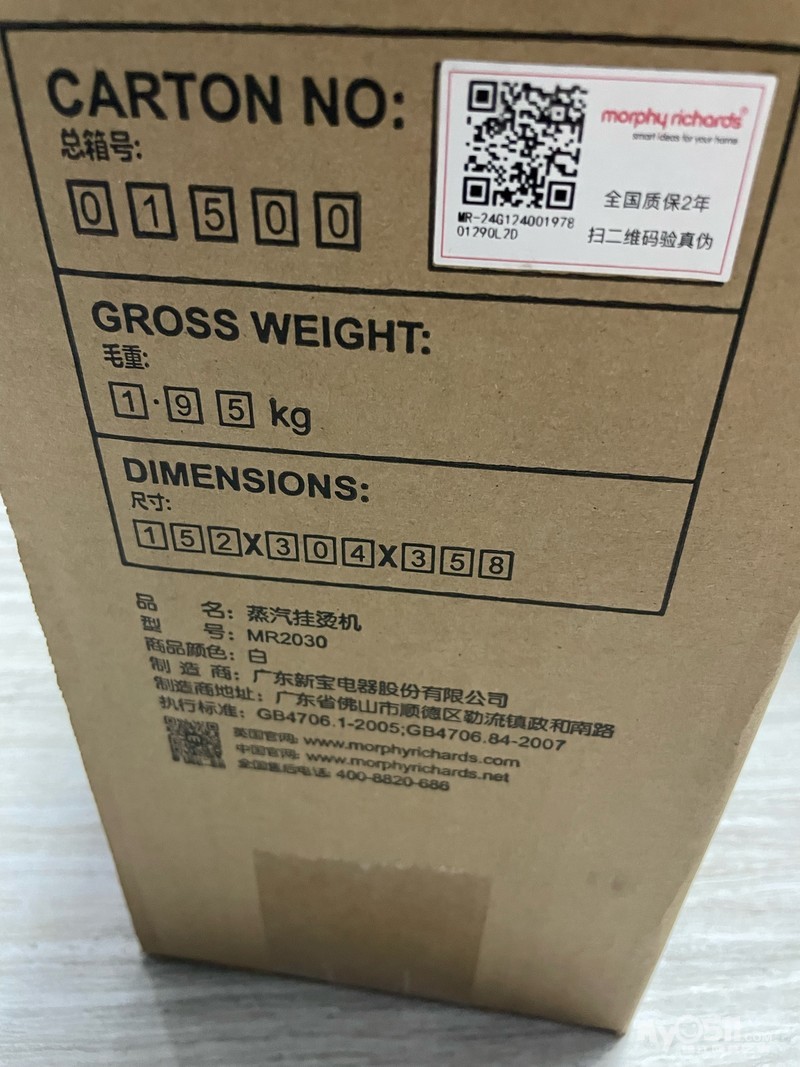 CARTON NO:
总箱号:
01500
morphy richards®
smart ideas for your home
全国质保2年
扫二维码验真伪
MR-24G124001978
01290L2D
GROSS WEIGHT:
毛重:
1.95 kg
DIMENSIONS:
尺寸:
152X304X358
品 名: 蒸汽挂烫机
型 号: MR2030
商品颜色: 白
制 造 商: 广东新宝电器股份有限公司
制造商地址: 广东省佛山市顺德区勒流镇政和南路
执行标准: GB4706.1-2005;GB4706.84-2007
英国官网: www.morphyrichards.com
中国官网: www.morphyrichards.net
全国售后电话: 400-8820-686